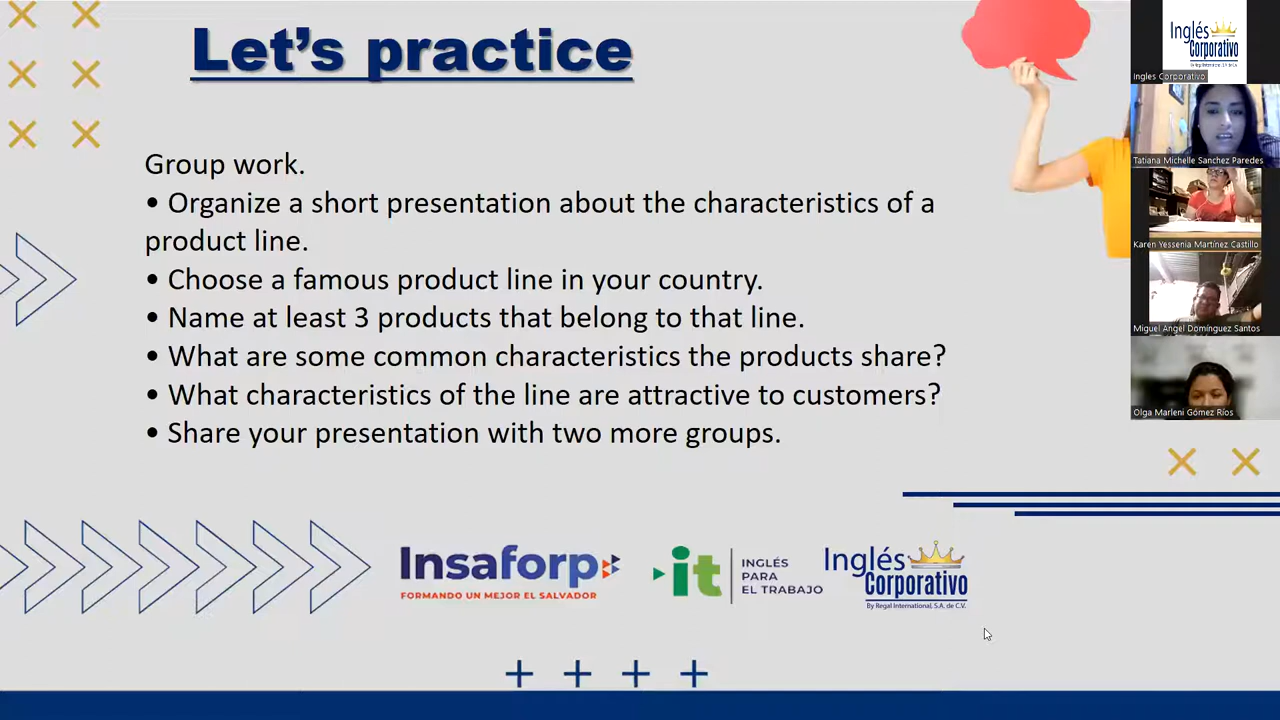 Let's practice
Group work.
• Organize a short presentation about the characteristics of a
product line.
• Choose a famous product line in your country.
• Name at least 3 products that belong to that line.
• What are some common characteristics the products share?
• What characteristics of the line are attractive to customers?
• Share your presentation with two more groups.
Insaforp
FORMANDO UN MEJOR EL SALVADOR
it
INGLÉS
PARA
EL TRABAJO
Inglés
Corporativo
By Regal International, S.A. de C.V.
Inglés
Corporativo
Ingles Corporativo
Tatiana Michelle Sanchez Paredes
Karen Yessenia Martínez Castillo
Miguel Angel Domínguez Santos
Olga Marleni Gómez Ríos